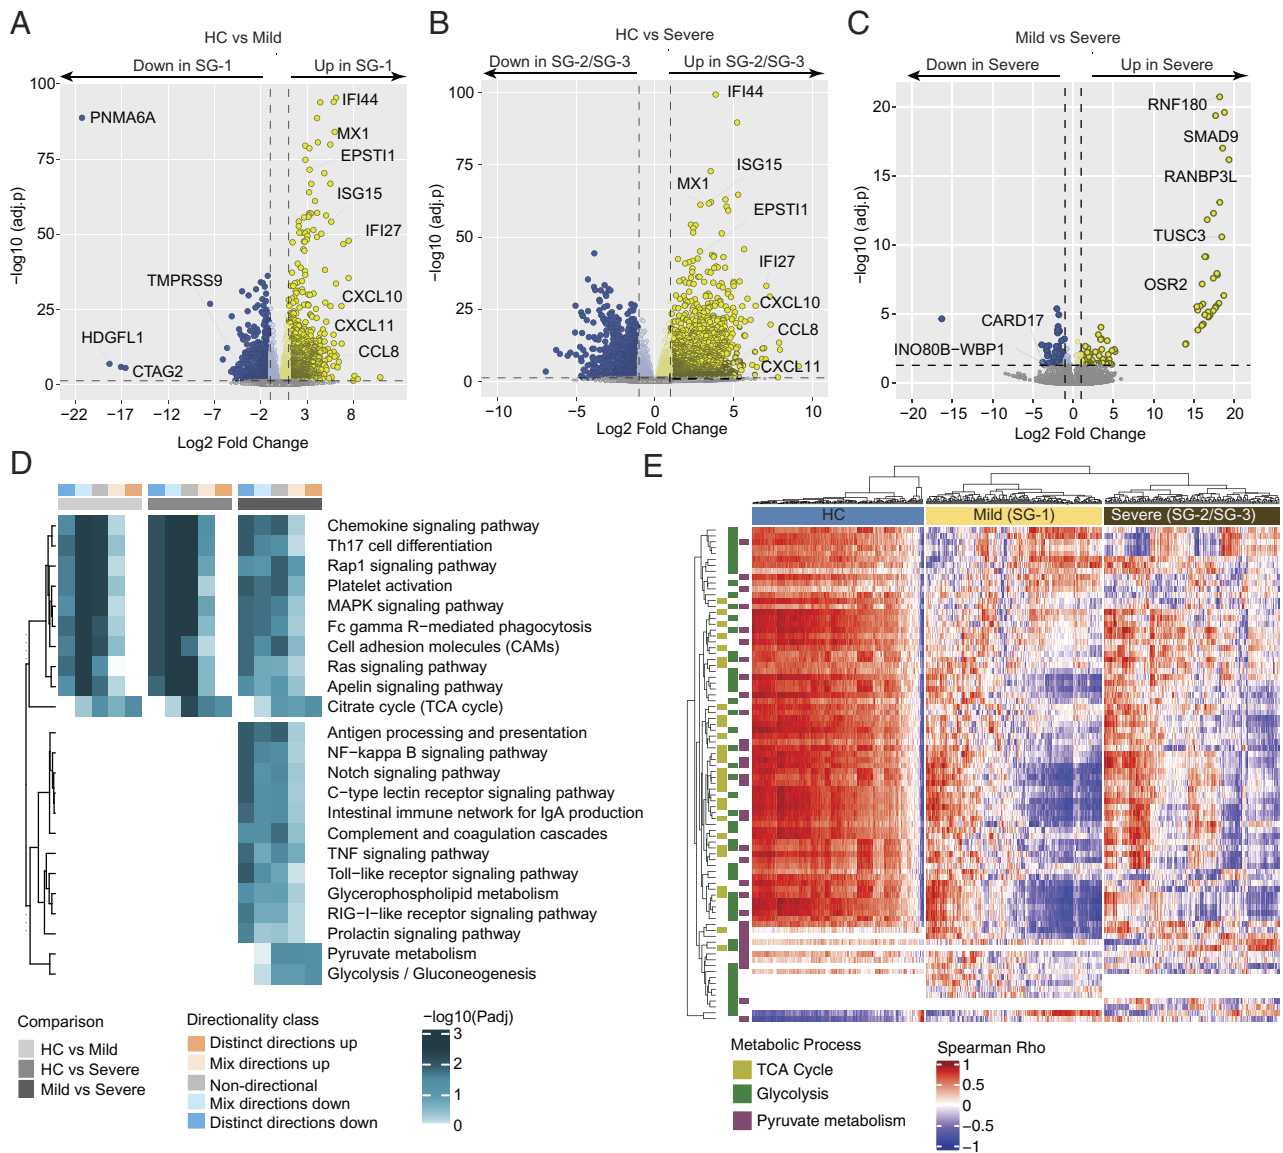 A
HC vs Mild
Down in SG-1
Up in SG-1
−log10 (adj.p)
100
75
50
25
0
−22
−17
−12
−7
−2
3
8
Log2 Fold Change
PNMA6A
IFI44
MX1
EPSTI1
ISG15
IFI27
TMPRSS9
CXCL10
HDGFL1
CXCL11
CTAG2
CCL8
B
HC vs Severe
Down in SG-2/SG-3
Up in SG-2/SG-3
−log10 (adj.p)
100
75
50
25
0
−10
−5
0
5
10
Log2 Fold Change
IFI44
ISG15
MX1
EPSTI1
IFI27
CXCL10
CCL8
CXCL11
C
Mild vs Severe
Down in Severe
Up in Severe
−log10 (adj.p)
20
15
10
5
0
−20
−15
−10
−5
0
5
10
15
20
Log2 Fold Change
RNF180
SMAD9
RANBP3L
TUSC3
OSR2
CARD17
INO80B−WBP1
D
Chemokine signaling pathway
Th17 cell differentiation
Rap1 signaling pathway
Platelet activation
MAPK signaling pathway
Fc gamma R−mediated phagocytosis
Cell adhesion molecules (CAMs)
Ras signaling pathway
Apelin signaling pathway
Citrate cycle (TCA cycle)
Antigen processing and presentation
NF−kappa B signaling pathway
Notch signaling pathway
C−type lectin receptor signaling pathway
Intestinal immune network for IgA production
Complement and coagulation cascades
TNF signaling pathway
Toll−like receptor signaling pathway
Glycerophospholipid metabolism
RIG−I−like receptor signaling pathway
Prolactin signaling pathway
Pyruvate metabolism
Glycolysis / Gluconeogenesis
Comparison
HC vs Mild
HC vs Severe
Mild vs Severe
Directionality class
Distinct directions up
Mix directions up
Non−directional
Mix directions down
Distinct directions down
−log10(Padj)
3
2
1
0
E
HC
Mild (SG-1)
Severe (SG-2/SG-3)
Metabolic Process
TCA Cycle
Glycolysis
Pyruvate metabolism
Spearman Rho
1
0.5
0
−0.5
−1